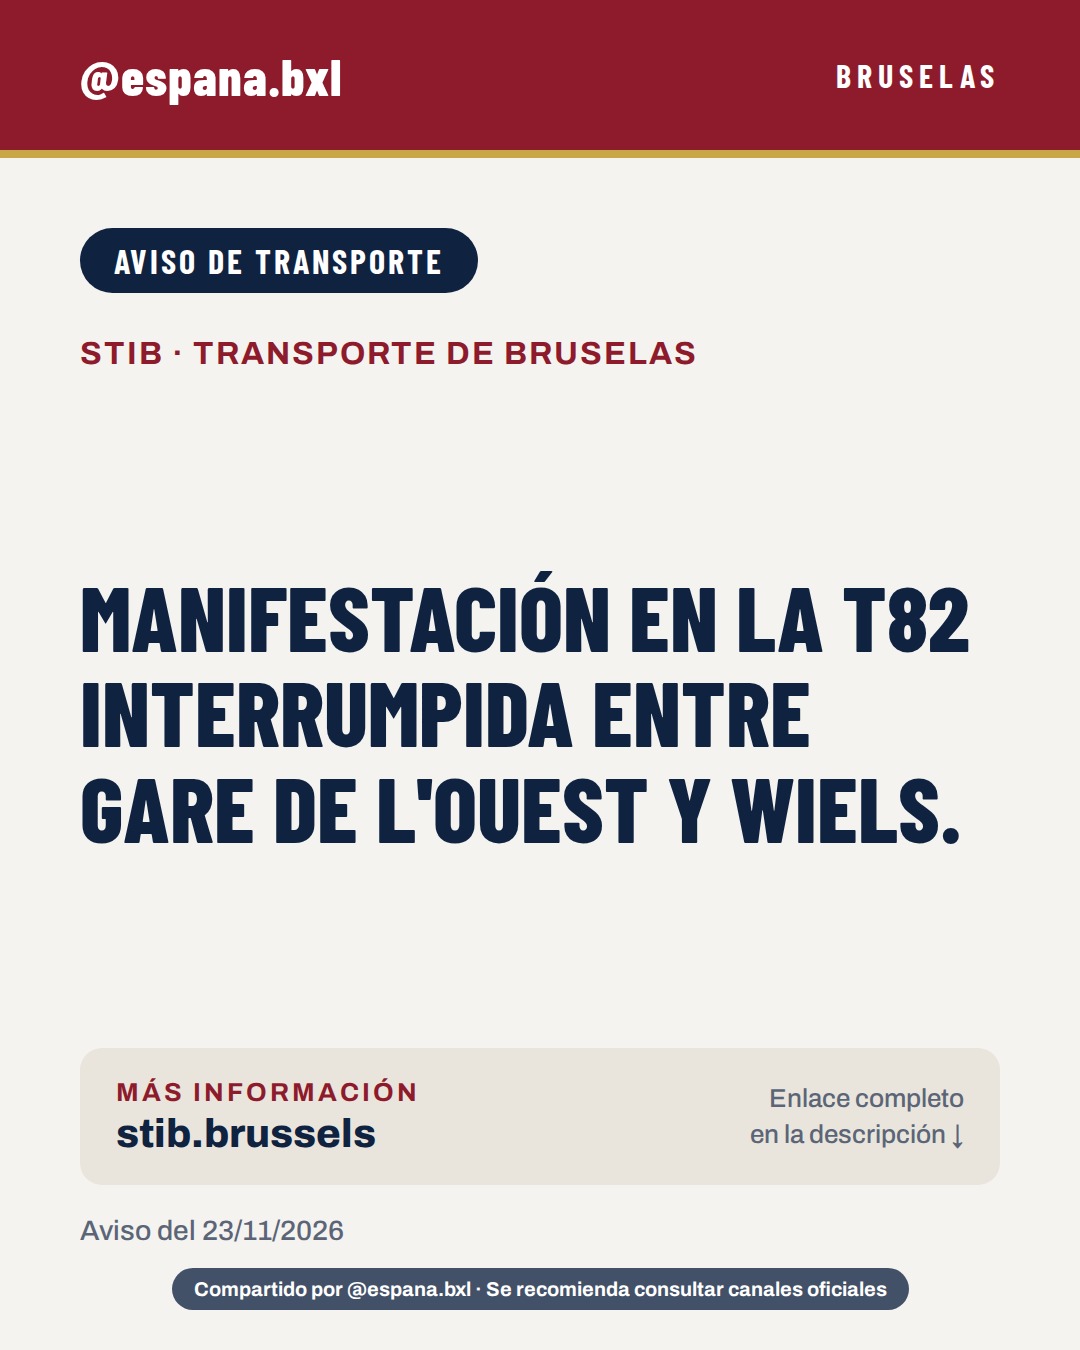 @espana.bxl
BRUSELAS
AVISO DE TRANSPORTE
STIB · TRANSPORTE DE BRUSELAS
MANIFESTACIÓN EN LA T82
INTERRUMPIDA ENTRE
GARE DE L'OUEST Y WIELS.
MÁS INFORMACIÓN
stib.brussels
Enlace completo
en la descripción ↓
Aviso del 23/11/2026
Compartido por @espana.bxl · Se recomienda consultar canales oficiales